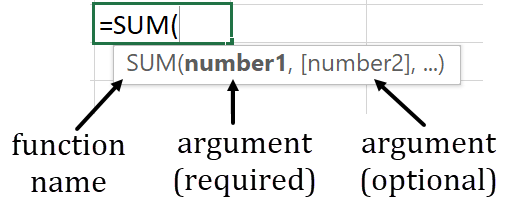 =SUM(
SUM(number1, [number2], ...)
function argument argument
name (required) (optional)